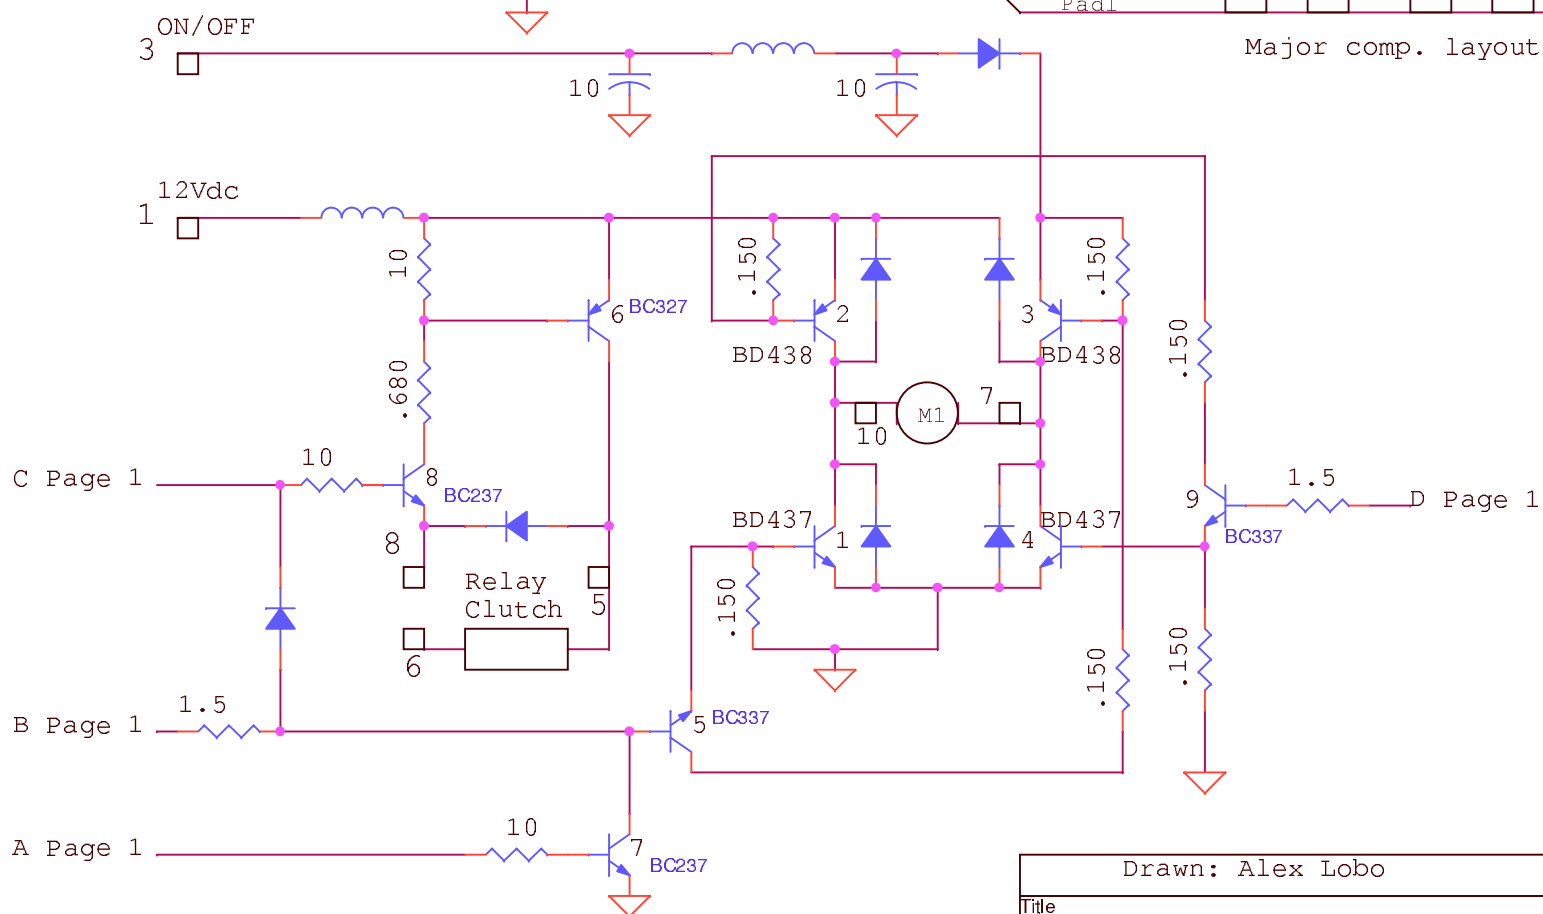 Pad1
ON/OFF
3
Major comp. layout
10
10
12Vdc
1
10
.150
.150
6 BC327
2
3
BD438
BD438
.150
.680
7
M1
10
10
C Page 1
8
BC237
9
1.5
D Page 1
BD437
BD437
BC337
8
1
4
Relay
Clutch
5
.150
6
.150
.150
1.5
B Page 1
5 BC337
10
A Page 1
7
BC237
Drawn: Alex Lobo
Title